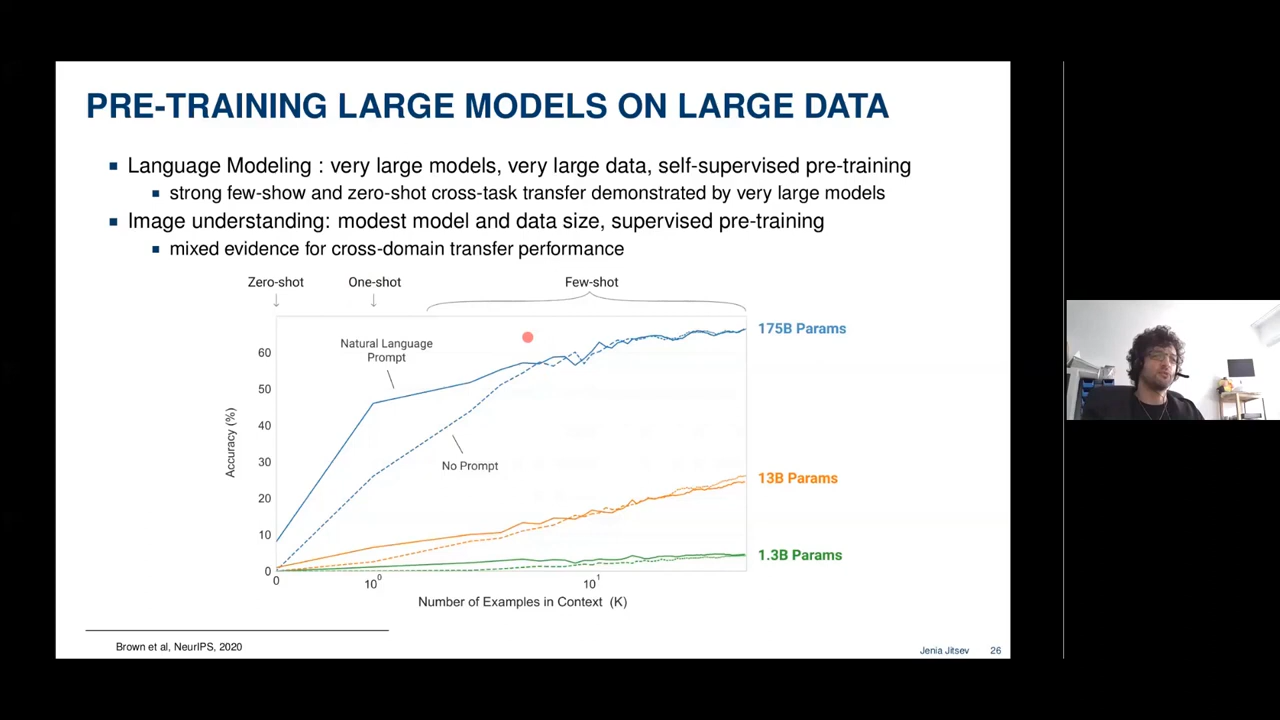 PRE-TRAINING LARGE MODELS ON LARGE DATA
Language Modeling : very large models, very large data, self-supervised pre-training
strong few-show and zero-shot cross-task transfer demonstrated by very large models
Image understanding: modest model and data size, supervised pre-training
mixed evidence for cross-domain transfer performance
Zero-shot
One-shot
Few-shot
Natural Language
Prompt
No Prompt
175B Params
13B Params
1.3B Params
Accuracy (%)
60
50
40
30
20
10
0
0
10⁰
10¹
Number of Examples in Context (K)
Brown et al, NeurIPS, 2020
Jenia Jitsev 26